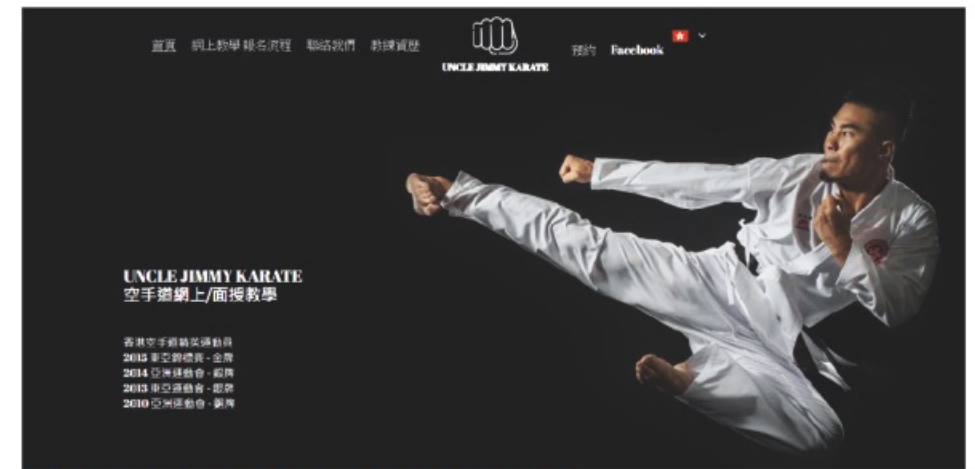 首頁 網上教學報名流程 聯絡我們 教練資歷
UNCLE JIMMY KARATE
預約 Facebook
UNCLE JIMMY KARATE
空手道網上/面授教學
香港空手道精英運動員
2015 東亞錦標賽 - 金牌
2014 亞洲運動會 - 銀牌
2013 東亞運動會 - 銀牌
2010 亞洲運動會 - 銅牌